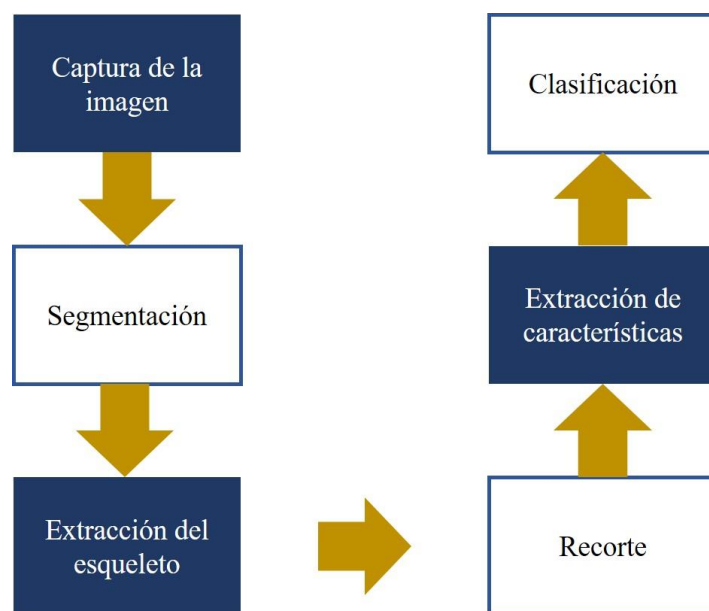 Captura de la
imagen
Segmentación
Extracción del
esqueleto
Recorte
Extracción de
características
Clasificación